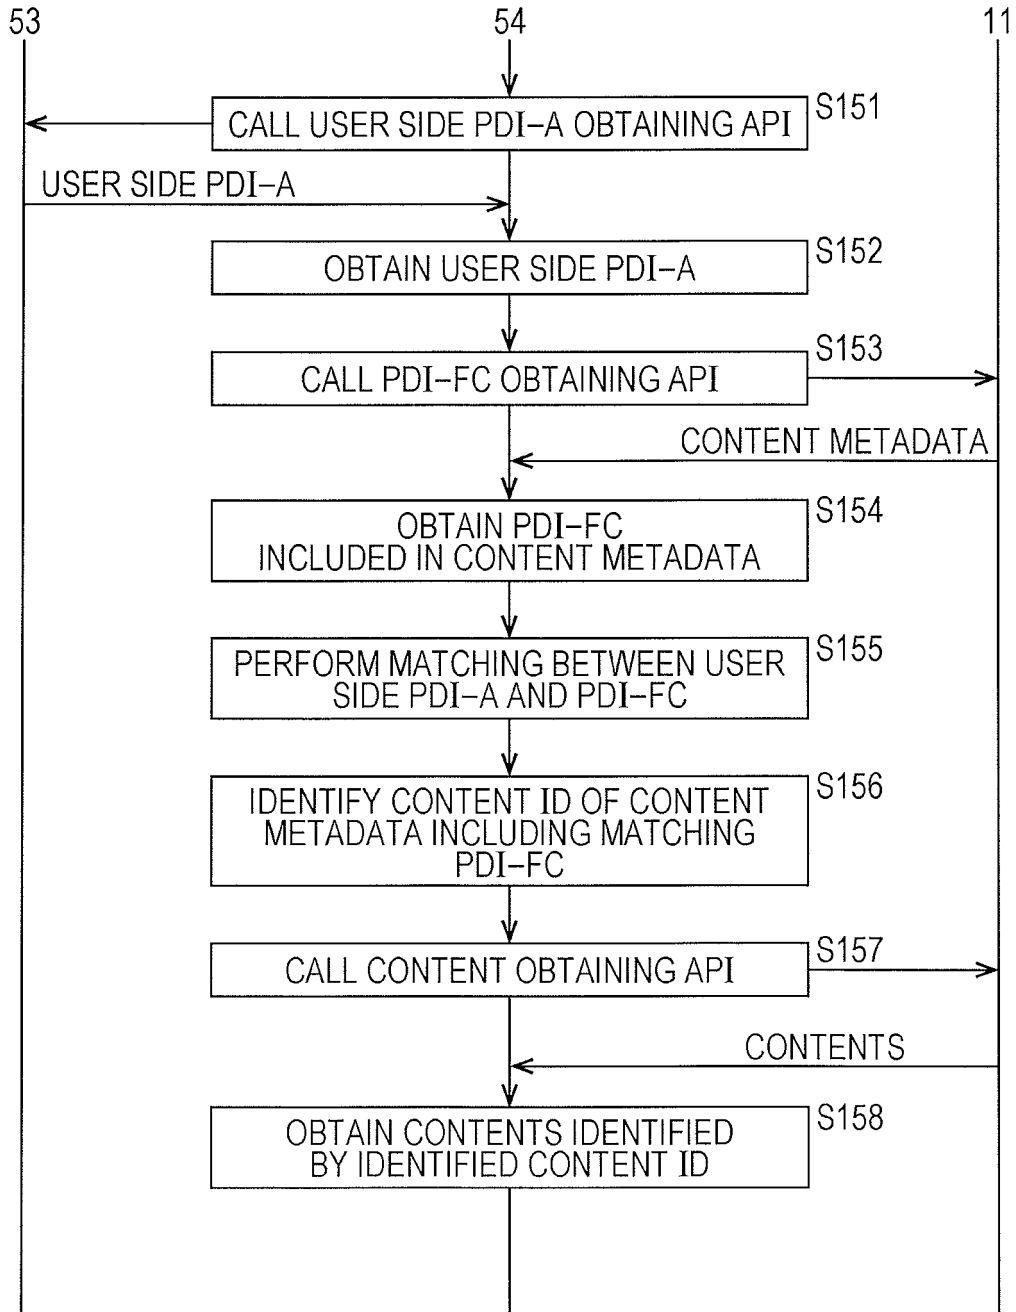 53
54
11
S151
CALL USER SIDE PDI-A OBTAINING API
USER SIDE PDI-A
S152
OBTAIN USER SIDE PDI-A
S153
CALL PDI-FC OBTAINING API
CONTENT METADATA
S154
OBTAIN PDI-FC
INCLUDED IN CONTENT METADATA
S155
PERFORM MATCHING BETWEEN USER
SIDE PDI-A AND PDI-FC
S156
IDENTIFY CONTENT ID OF CONTENT
METADATA INCLUDING MATCHING
PDI-FC
S157
CALL CONTENT OBTAINING API
CONTENTS
S158
OBTAIN CONTENTS IDENTIFIED
BY IDENTIFIED CONTENT ID